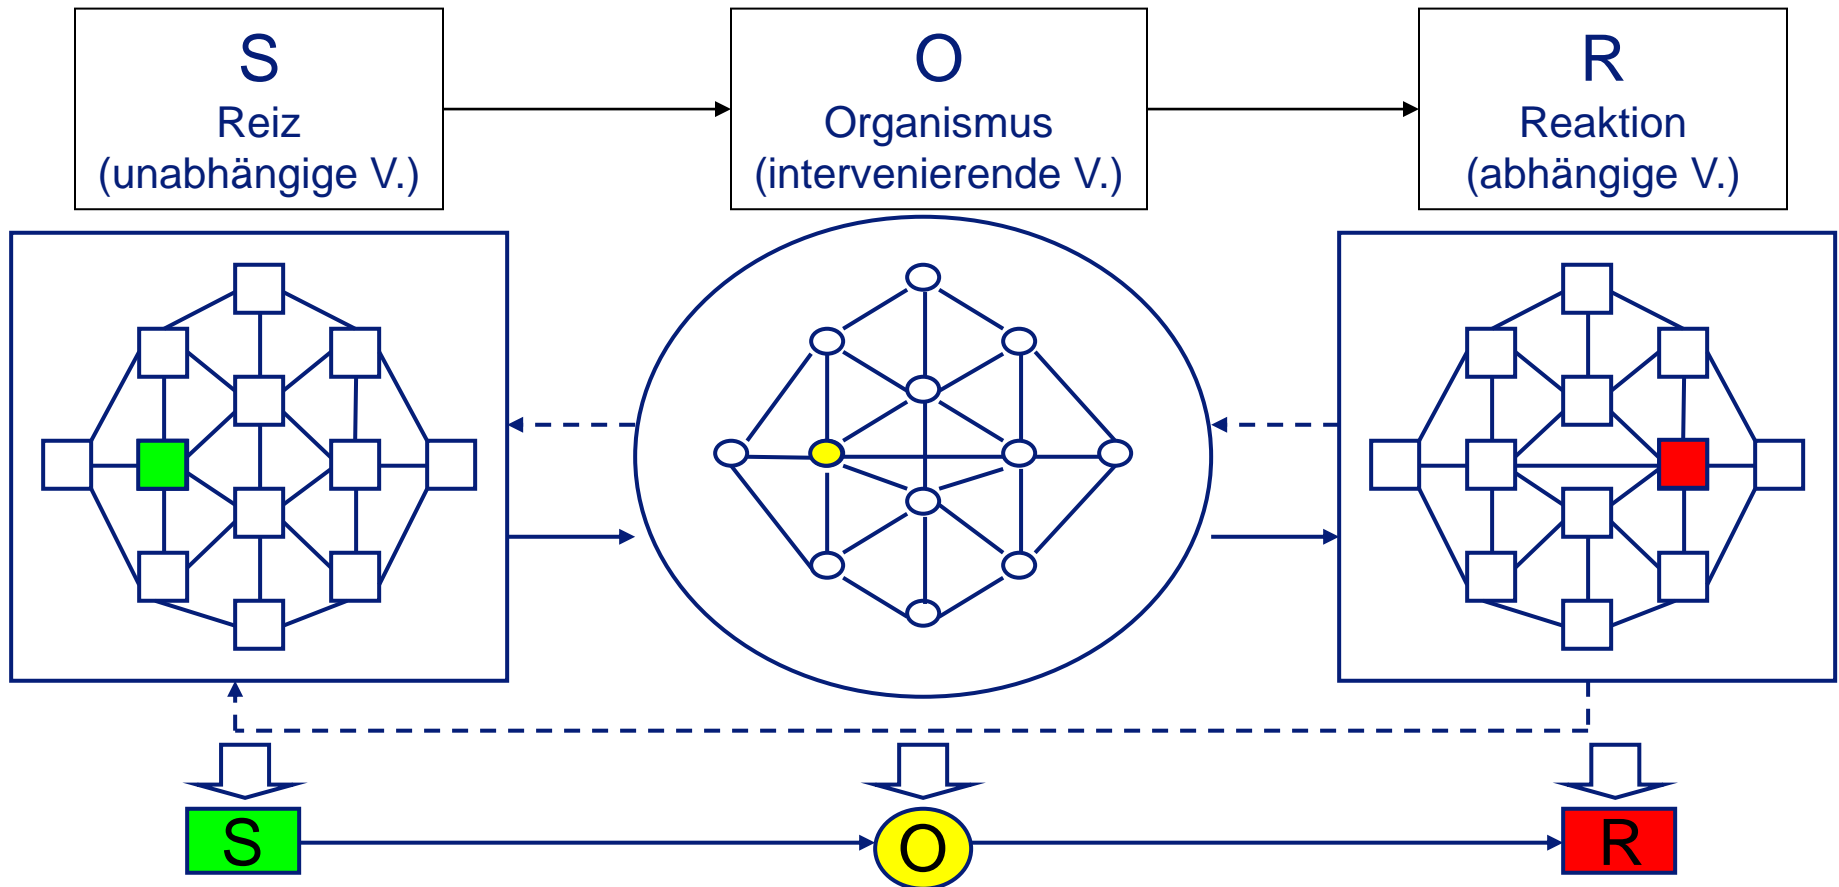 S
Reiz
(unabhängige V.)
O
Organismus
(intervenierende V.)
R
Reaktion
(abhängige V.)
S
O
R